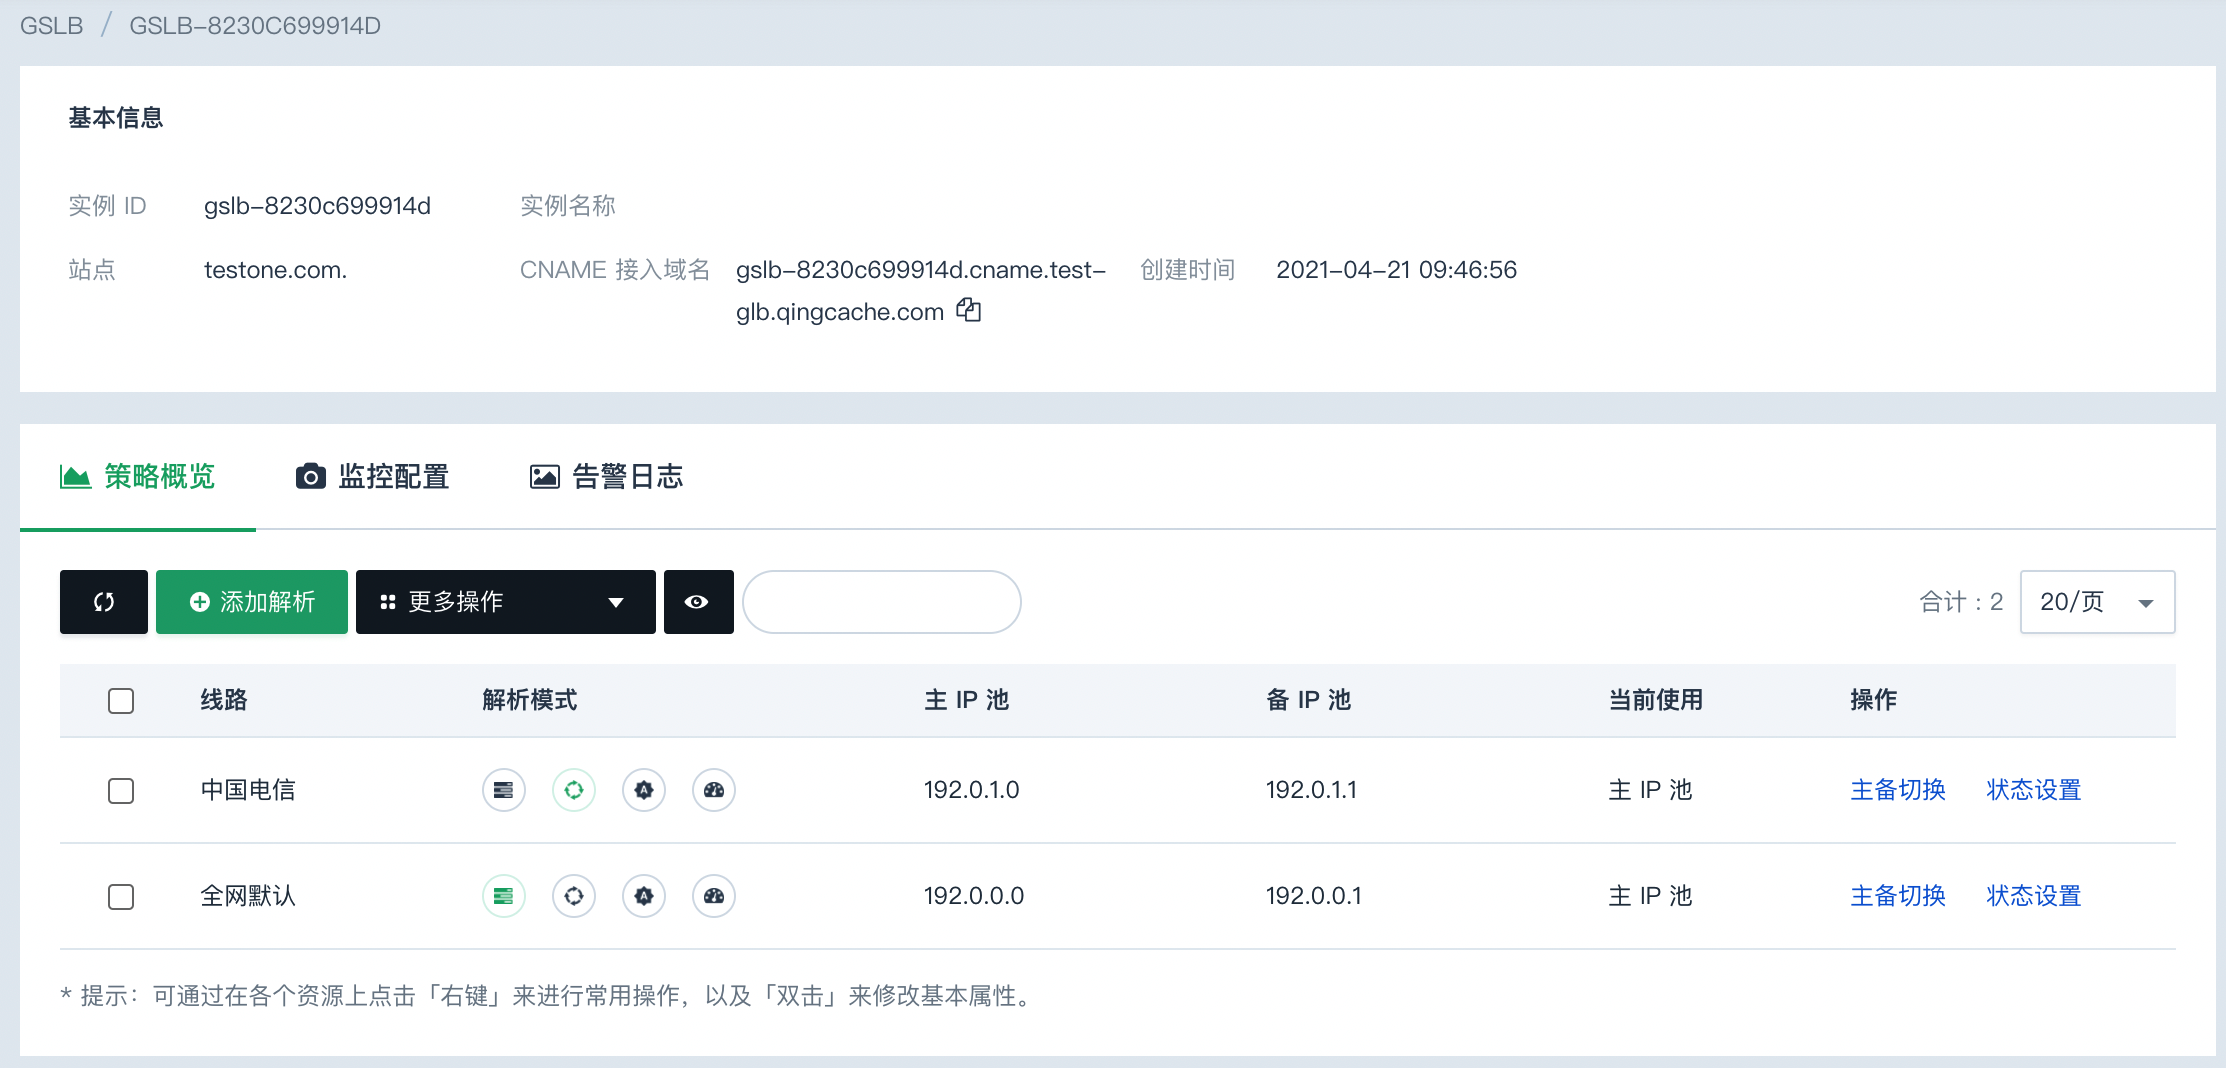 GSLB / GSLB-8230C699914D
基本信息
实例 ID gslb-8230c699914d 实例名称
站点 testone.com. CNAME 接入域名 gslb-8230c699914d.cname.test- 创建时间 2021-04-21 09:46:56
glb.qingcache.com
策略概览 监控配置 告警日志
添加解析 更多操作 合计：2 20/页
线路 解析模式 主 IP 池 备 IP 池 当前使用 操作
中国电信 192.0.1.0 192.0.1.1 主 IP 池 主备切换 状态设置
全网默认 192.0.0.0 192.0.0.1 主 IP 池 主备切换 状态设置
* 提示：可通过在各个资源上点击「右键」来进行常用操作，以及「双击」来修改基本属性。